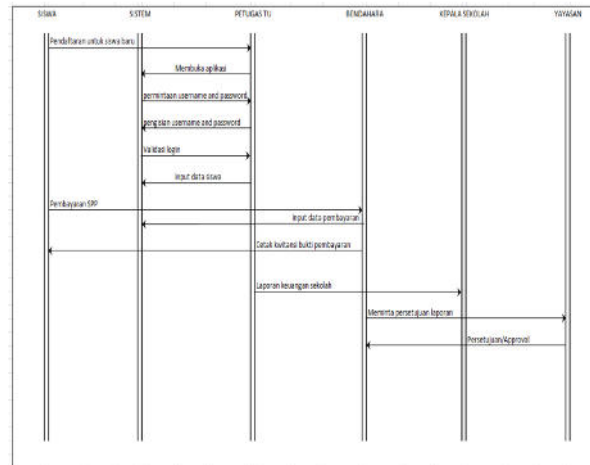 SISWA SISTEM PETUGAS TU BENDAHARA KEPALA SEKOLAH YAYASAN
Pendaftaran untuk siswa baru
Membuka aplikasi
permintaan username and password
pengisian username and password
Validasi login
Input data siswa
Pembayaran SPP
Input data pembayaran
Cetak kwitansi bukti pembayaran
Laporan keuangan sekolah
Meminta persetujuan laporan
Persetujuan/Approval